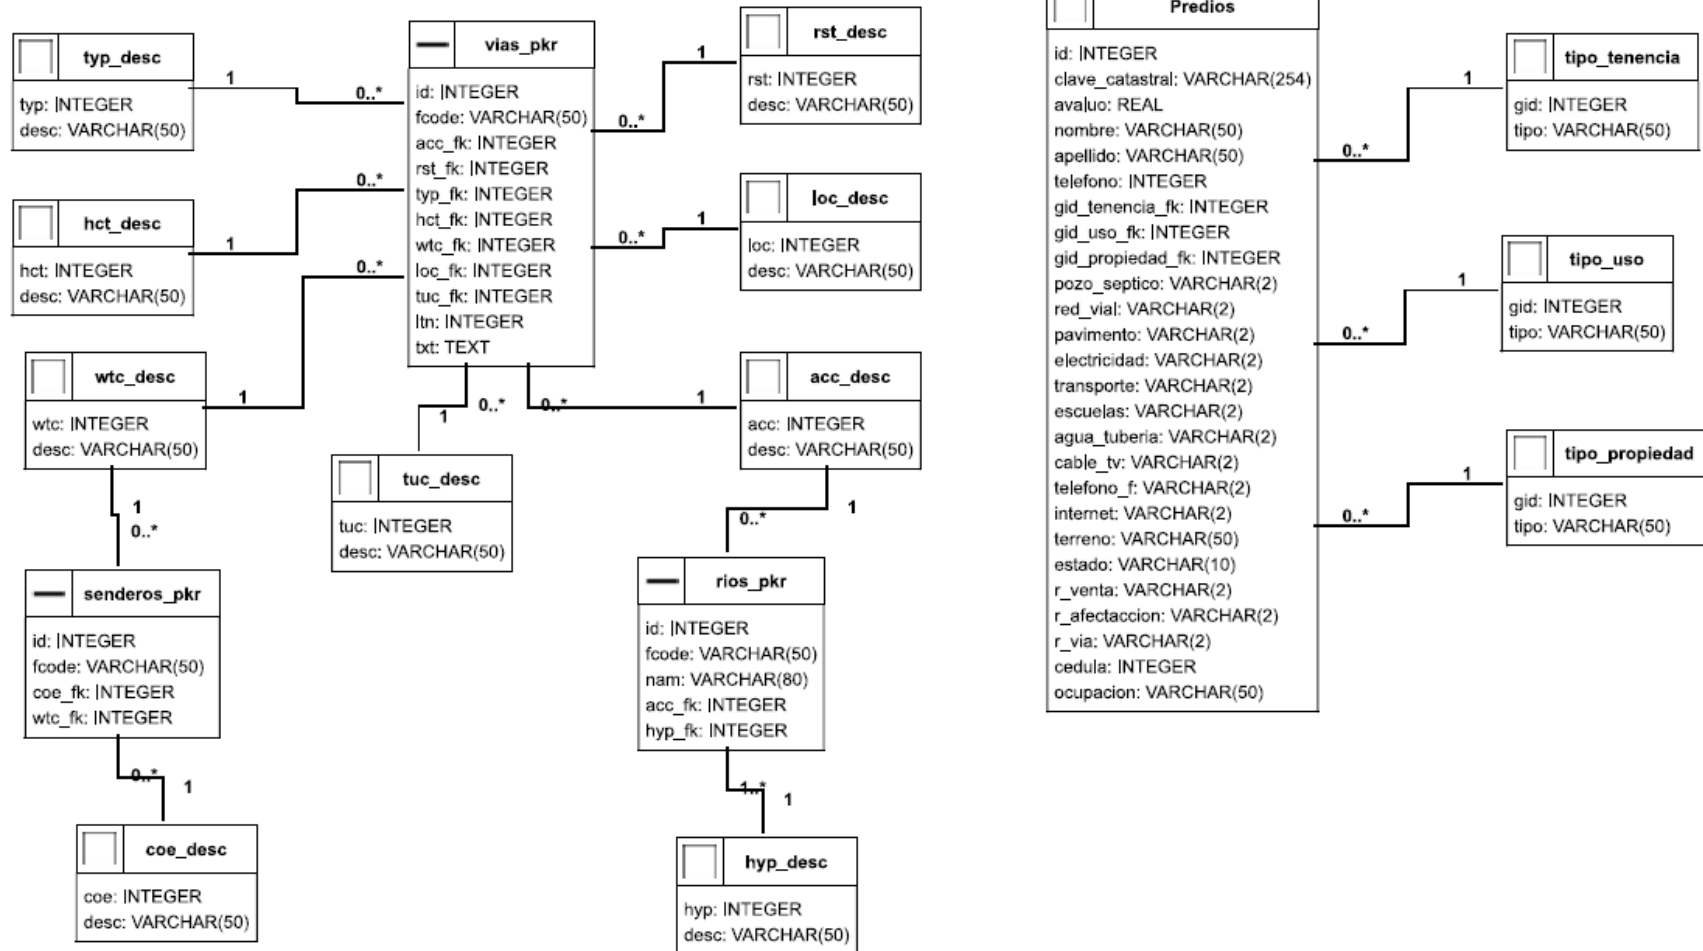 typ_desc
typ: INTEGER
desc: VARCHAR(50)
1
0..*
hct_desc
hct: INTEGER
desc: VARCHAR(50)
1
0..*
wtc_desc
wtc: INTEGER
desc: VARCHAR(50)
1
0..*
1
0..*
senderos_pkr
id: INTEGER
fcode: VARCHAR(50)
coe_fk: INTEGER
wtc_fk: INTEGER
0..*
1
coe_desc
coe: INTEGER
desc: VARCHAR(50)
vias_pkr
id: INTEGER
fcode: VARCHAR(50)
acc_fk: INTEGER
rst_fk: INTEGER
typ_fk: INTEGER
hct_fk: INTEGER
wtc_fk: INTEGER
loc_fk: INTEGER
tuc_fk: INTEGER
ltn: INTEGER
txt: TEXT
1
0..*
0..*
1
tuc_desc
tuc: INTEGER
desc: VARCHAR(50)
rst_desc
rst: INTEGER
desc: VARCHAR(50)
1
0..*
loc_desc
loc: INTEGER
desc: VARCHAR(50)
1
0..*
acc_desc
acc: INTEGER
desc: VARCHAR(50)
0..*
1
rios_pkr
id: INTEGER
fcode: VARCHAR(50)
nam: VARCHAR(80)
acc_fk: INTEGER
hyp_fk: INTEGER
1..*
1
hyp_desc
hyp: INTEGER
desc: VARCHAR(50)
Predios
id: INTEGER
clave_catastral: VARCHAR(254)
avaluo: REAL
nombre: VARCHAR(50)
apellido: VARCHAR(50)
telefono: INTEGER
gid_tenencia_fk: INTEGER
gid_uso_fk: INTEGER
gid_propiedad_fk: INTEGER
pozo_septico: VARCHAR(2)
red_vial: VARCHAR(2)
pavimento: VARCHAR(2)
electricidad: VARCHAR(2)
transporte: VARCHAR(2)
escuelas: VARCHAR(2)
agua_tuberia: VARCHAR(2)
cable_tv: VARCHAR(2)
telefono_f: VARCHAR(2)
internet: VARCHAR(2)
terreno: VARCHAR(50)
estado: VARCHAR(10)
r_venta: VARCHAR(2)
r_afectaccion: VARCHAR(2)
r_via: VARCHAR(2)
cedula: INTEGER
ocupacion: VARCHAR(50)
1
0..*
tipo_tenencia
gid: INTEGER
tipo: VARCHAR(50)
1
0..*
tipo_uso
gid: INTEGER
tipo: VARCHAR(50)
1
0..*
tipo_propiedad
gid: INTEGER
tipo: VARCHAR(50)